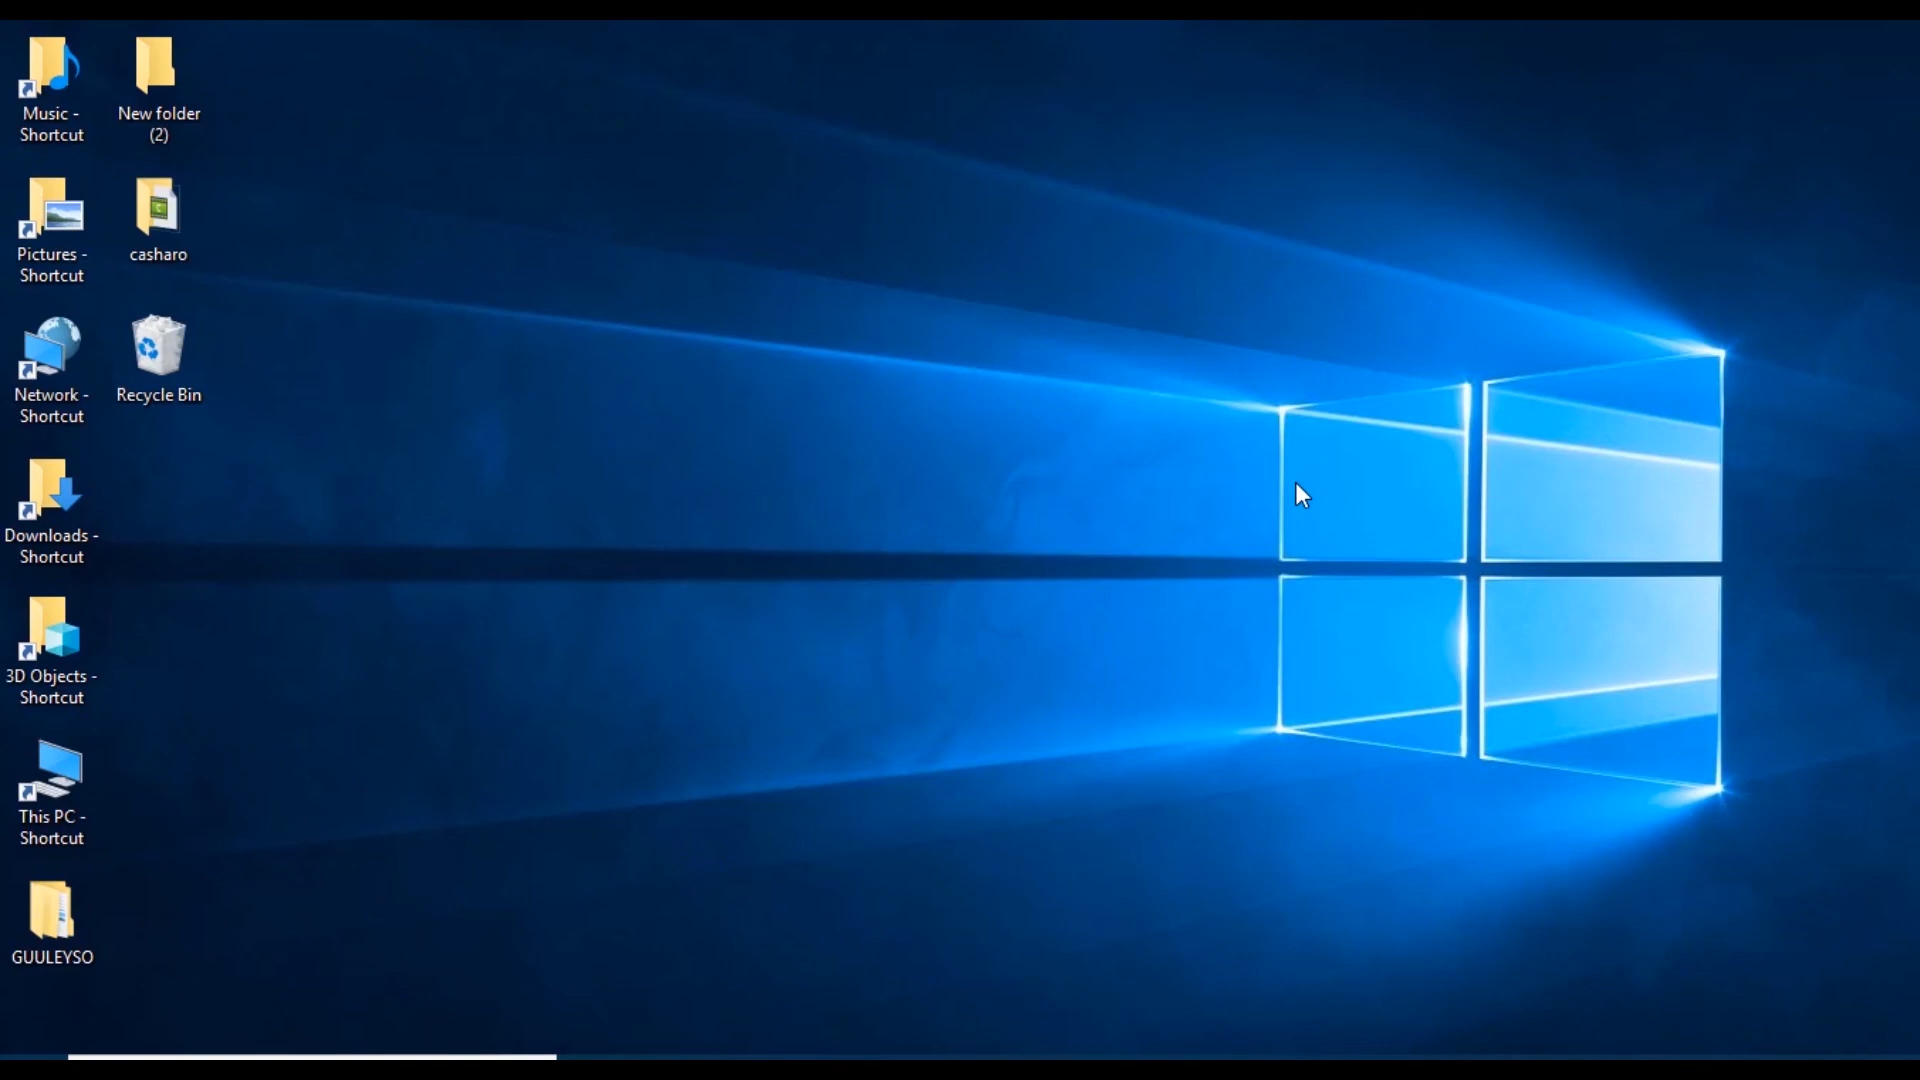 Music -
Shortcut
New folder
(2)
Pictures -
Shortcut
casharo
Network -
Shortcut
Recycle Bin
Downloads -
Shortcut
3D Objects -
Shortcut
This PC -
Shortcut
GUULEYSO